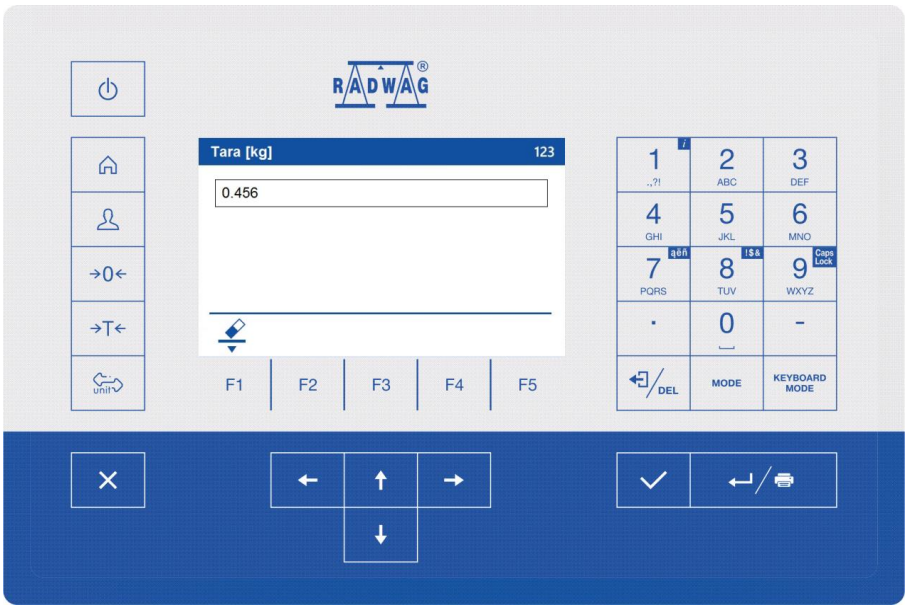 RADWAG®
Tara [kg] 123
0.456
→0←
→T←
unit
F1 F2 F3 F4 F5
1 i
.,?!
2
ABC
3
DEF
4
GHI
5
JKL
6
MNO
7 ąëñ
PQRS
8 !$&
TUV
9 Caps Lock
WXYZ
.
0
-
/DEL
MODE
KEYBOARD
MODE